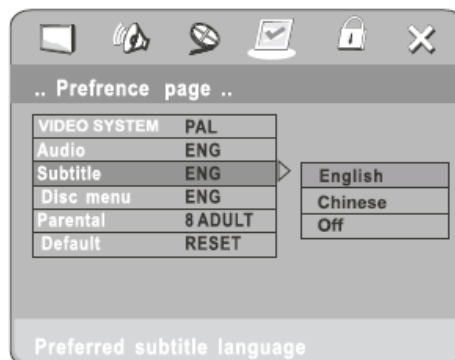 .. Prefrence page ..
VIDEO SYSTEM PAL
Audio ENG
Subtitle ENG
Disc menu ENG
Parental 8 ADULT
Default RESET
English
Chinese
Off
Preferred subtitle language